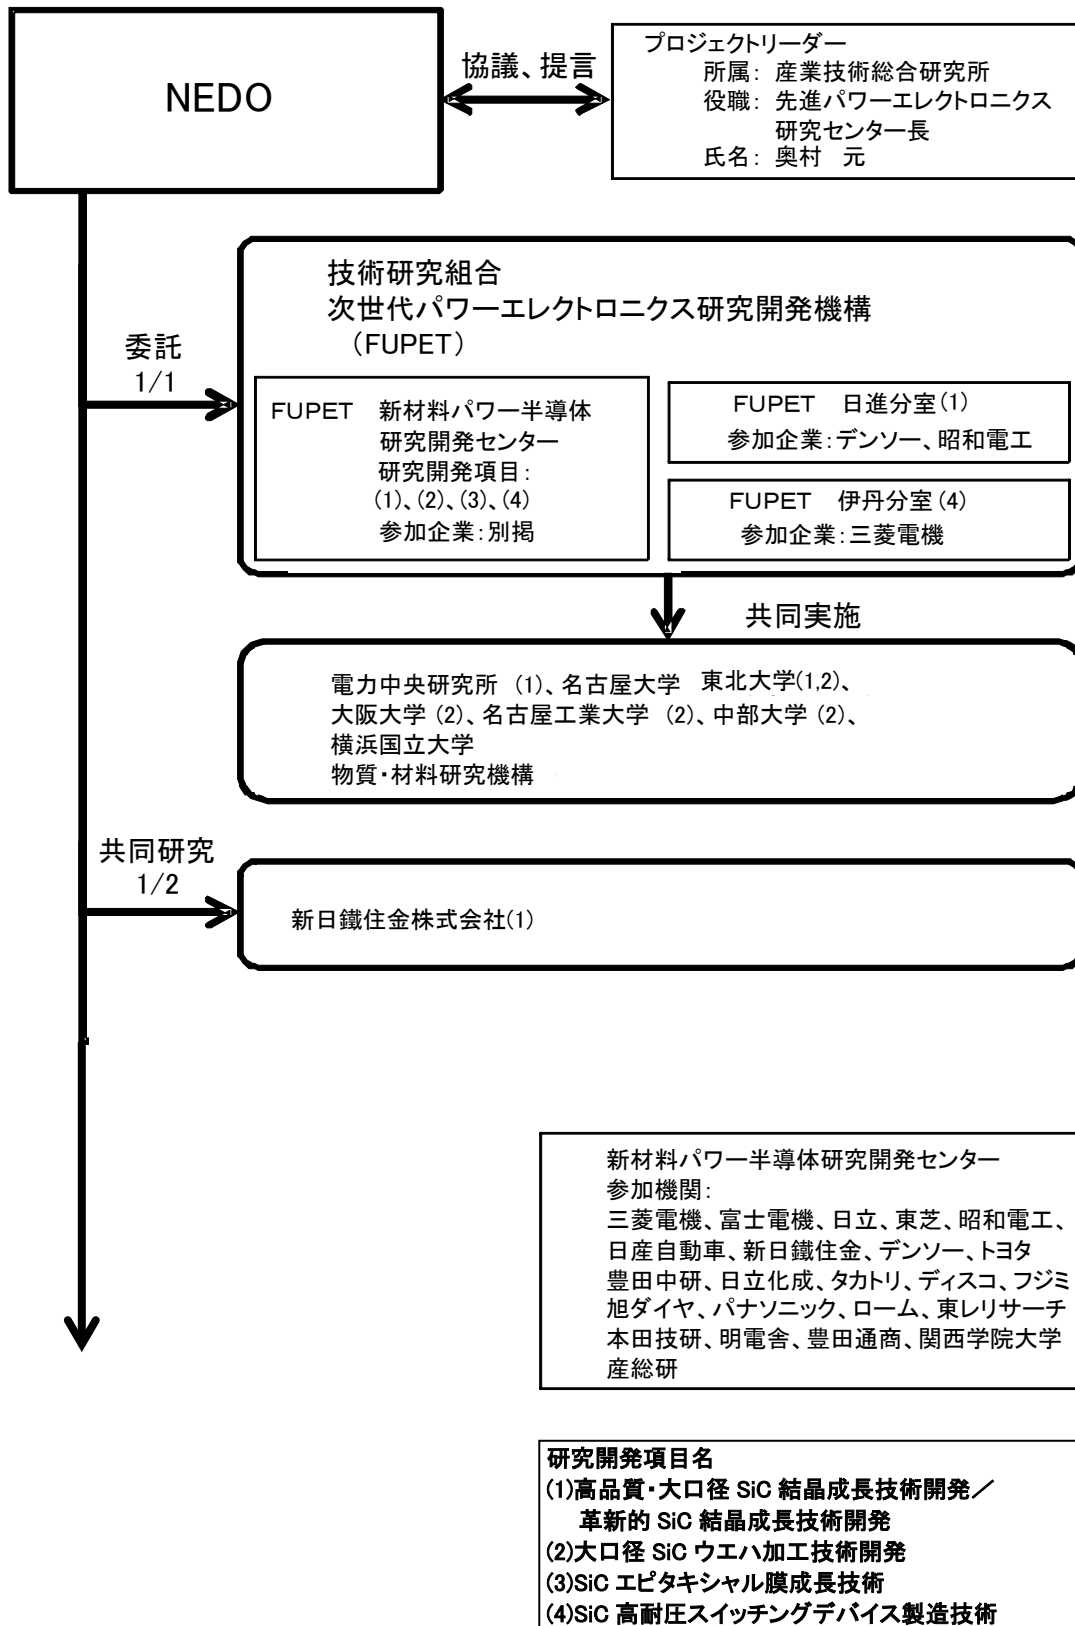 NEDO
協議、提言
プロジェクトリーダー
所属： 産業技術総合研究所
役職： 先進パワーエレクトロニクス
研究センター長
氏名： 奥村　元
委託
1/1
技術研究組合
次世代パワーエレクトロニクス研究開発機構
（FUPET）
FUPET　新材料パワー半導体
研究開発センター
研究開発項目：
(1)、(2)、(3)、(4)
参加企業：別掲
FUPET　日進分室(1)
参加企業：デンソー、昭和電工
FUPET　伊丹分室(4)
参加企業：三菱電機
共同実施
電力中央研究所 (1)、名古屋大学　東北大学(1,2)、
大阪大学 (2)、名古屋工業大学 (2)、中部大学 (2)、
横浜国立大学
物質・材料研究機構
共同研究
1/2
新日鐵住金株式会社(1)
新材料パワー半導体研究開発センター
参加機関：
三菱電機、富士電機、日立、東芝、昭和電工、
日産自動車、新日鐵住金、デンソー、トヨタ
豊田中研、日立化成、タカトリ、ディスコ、フジミ
旭ダイヤ、パナソニック、ローム、東レリサーチ
本田技研、明電舎、豊田通商、関西学院大学
産総研
研究開発項目名
(1)高品質・大口径 SiC 結晶成長技術開発／
革新的 SiC 結晶成長技術開発
(2)大口径 SiC ウエハ加工技術開発
(3)SiC エピタキシャル膜成長技術
(4)SiC 高耐圧スイッチングデバイス製造技術